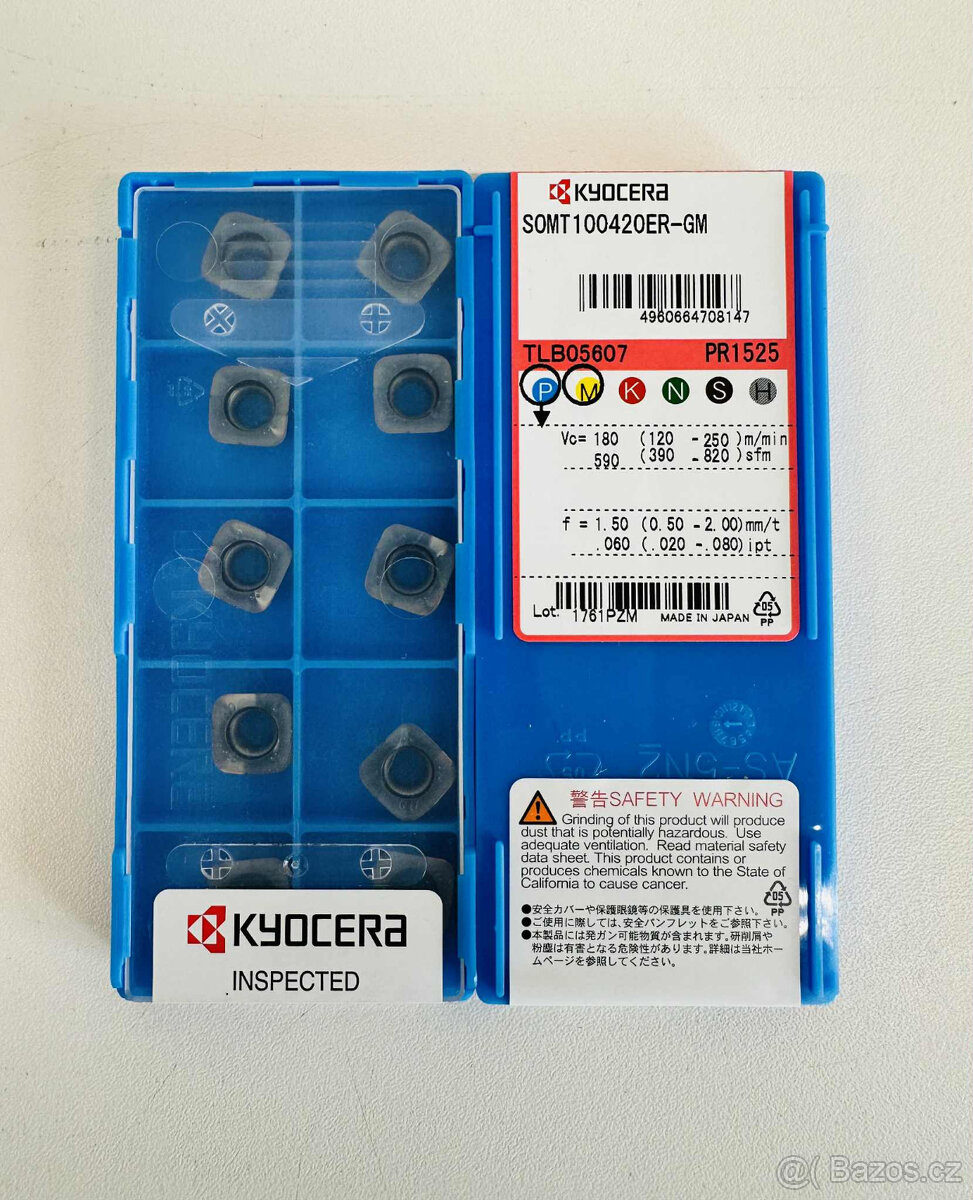 KYOCERA
SOMT100420ER-GM
4960664708147
TLB05607 PR1525
P M K N S H
Vc= 180 (120 -250)m/min
590 (390 -820)sfm
f = 1.50 (0.50 -2.00)mm/t
.060 (.020 -.080)ipt
Lot. 1761PZM MADE IN JAPAN
05
PP
AS-5N2
警告SAFETY WARNING
Grinding of this product will produce
dust that is potentially hazardous. Use
adequate ventilation. Read material safety
data sheet. This product contains or
produces chemicals known to the State of
California to cause cancer.
05
PP
●安全カバーや保護眼鏡等の保護具を使用下さい。
●ご使用に際しては、安全パンフレットをご参照下さい。
●本製品には発ガン可能物質が含まれます。研削屑や
粉塵は有害となる危険性があります。詳細は当社ホー
ムページを参照してください。
KYOCERA
INSPECTED
@( Bazos.cz